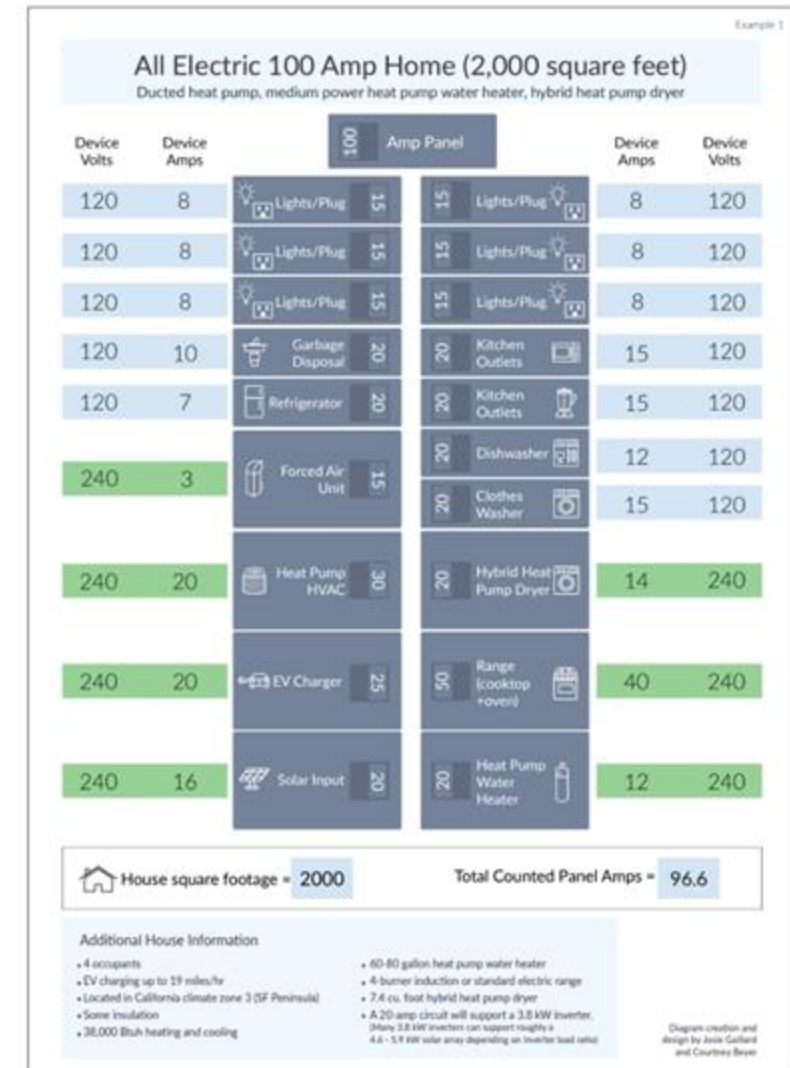 Example 1
All Electric 100 Amp Home (2,000 square feet)
Ducted heat pump, medium power heat pump water heater, hybrid heat pump dryer
Device Volts
Device Amps
100 Amp Panel
Device Amps
Device Volts
120 8 Lights/Plug 15
15 Lights/Plug 8 120
120 8 Lights/Plug 15
15 Lights/Plug 8 120
120 8 Lights/Plug 15
15 Lights/Plug 8 120
120 10 Garbage Disposal 20
20 Kitchen Outlets 15 120
120 7 Refrigerator 20
20 Kitchen Outlets 15 120
240 3 Forced Air Unit 15
20 Dishwasher 12 120
20 Clothes Washer 15 120
240 20 Heat Pump HVAC 30
20 Hybrid Heat Pump Dryer 14 240
240 20 EV Charger 25
50 Range (cooktop +oven) 40 240
240 16 Solar Input 20
20 Heat Pump Water Heater 12 240
House square footage = 2000
Total Counted Panel Amps = 96.6
Additional House Information
• 4 occupants
• EV charging up to 19 miles/hr
• Located in California climate zone 3 (SF Peninsula)
• Some insulation
• 38,000 Btuh heating and cooling
• 60-80 gallon heat pump water heater
• 4-burner induction or standard electric range
• 7.4 cu. foot hybrid heat pump dryer
• A 20-amp circuit will support a 3.8 kW inverter.
(Many 3.8 kW inverters can support roughly a
4.6 - 5.9 kW solar array depending on inverter load ratio)
Diagram creation and
design by Josie Gaillard
and Courtney Beyer